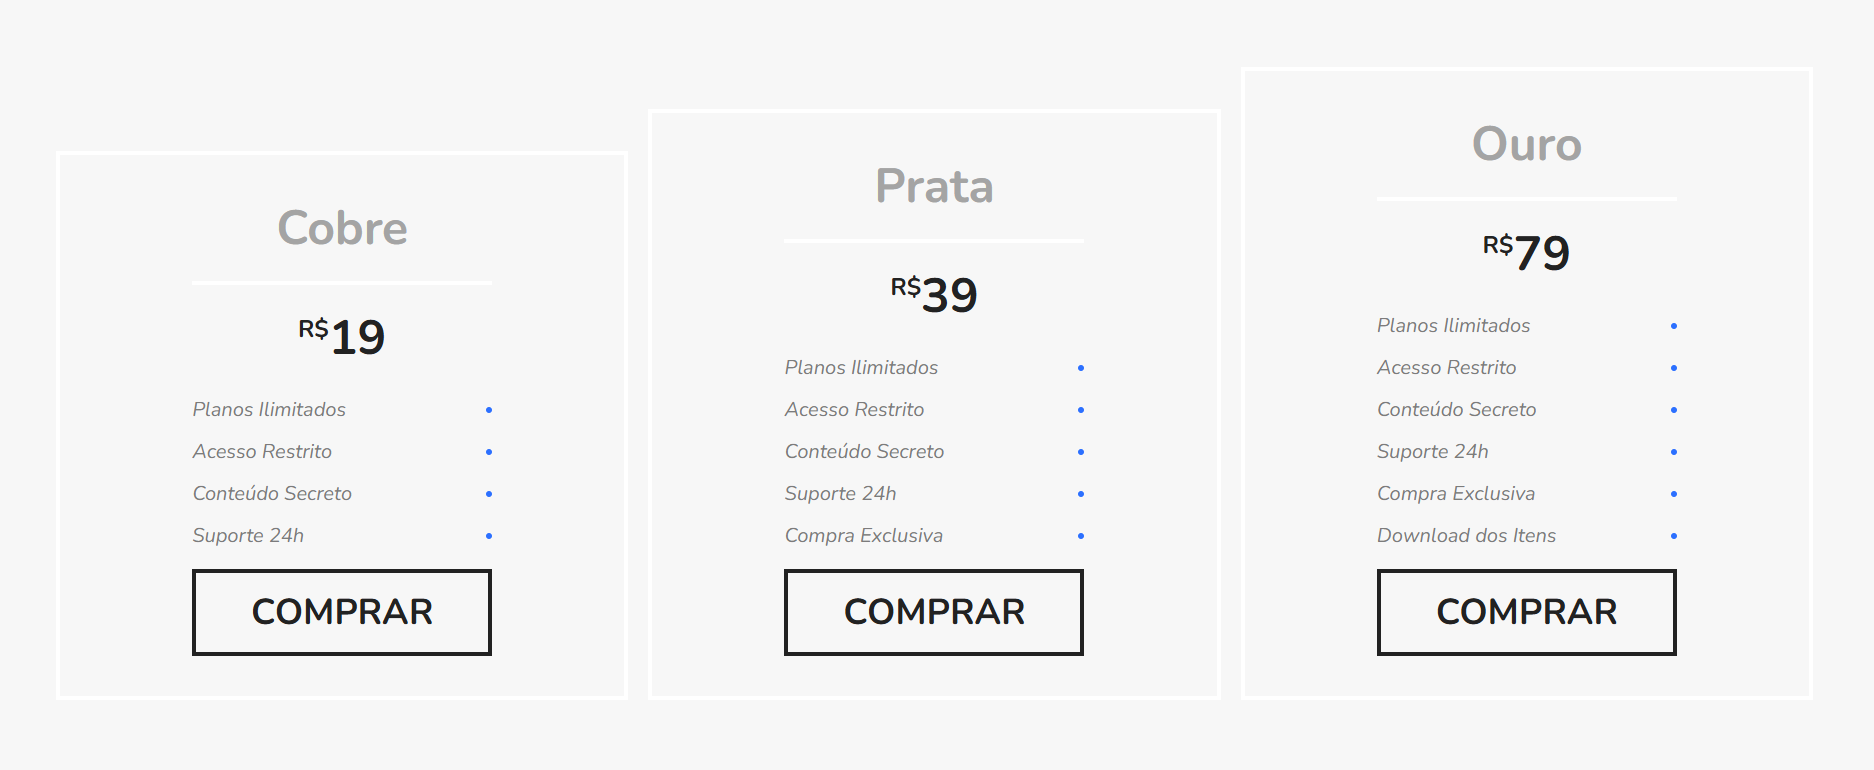 Cobre
R$19
Planos Ilimitados
Acesso Restrito
Conteúdo Secreto
Suporte 24h
COMPRAR
Prata
R$39
Planos Ilimitados
Acesso Restrito
Conteúdo Secreto
Suporte 24h
Compra Exclusiva
COMPRAR
Ouro
R$79
Planos Ilimitados
Acesso Restrito
Conteúdo Secreto
Suporte 24h
Compra Exclusiva
Download dos Itens
COMPRAR